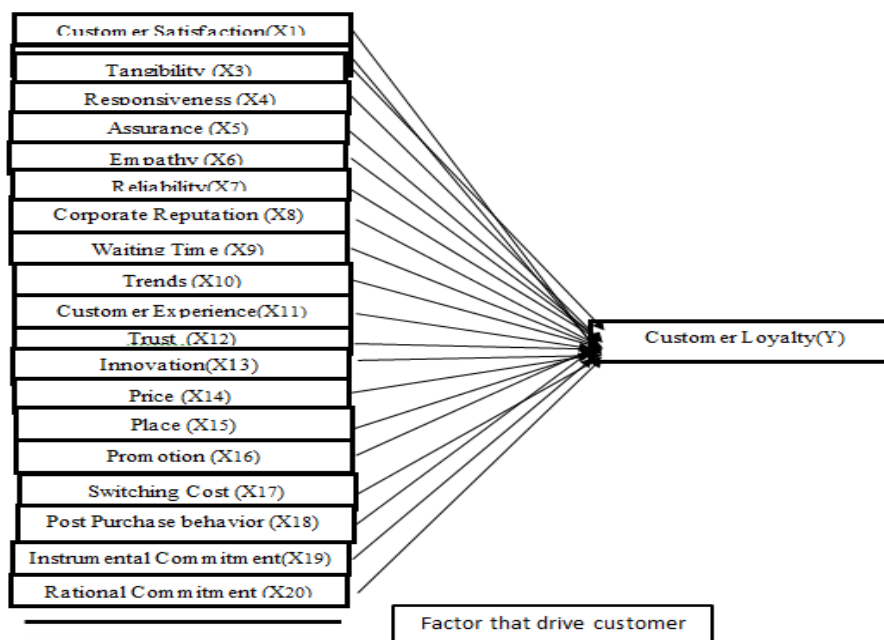 Customer Satisfaction(X1)
Tangibility (X3)
Responsiveness (X4)
Assurance (X5)
Empathy (X6)
Reliability(X7)
Corporate Reputation (X8)
Waiting Time (X9)
Trends (X10)
Customer Experience(X11)
Trust (X12)
Innovation(X13)
Price (X14)
Place (X15)
Promotion (X16)
Switching Cost (X17)
Post Purchase behavior (X18)
Instrumental Commitment(X19)
Rational Commitment (X20)
Customer Loyalty(Y)
Factor that drive customer